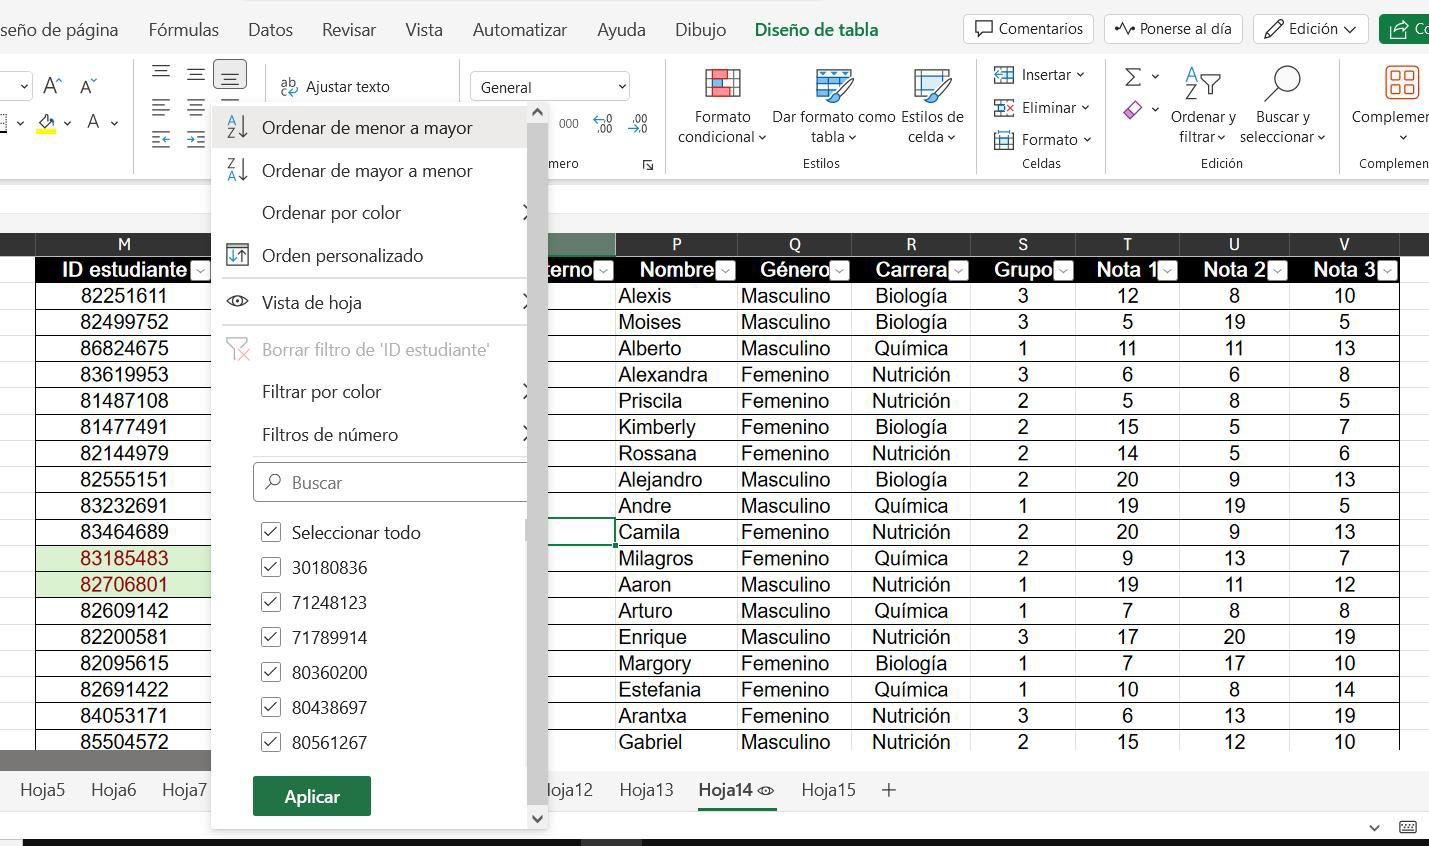 seño de página Fórmulas Datos Revisar Vista Automatizar Ayuda Dibujo Diseño de tabla Comentarios Ponerse al día Edición
Ajustar texto General Insertar
Eliminar
Formato condicional Dar formato como tabla Estilos de celda Formato Ordenar y filtrar Buscar y seleccionar
000
Estilos Celdas Edición
Ordenar de menor a mayor
Ordenar de mayor a menor
Ordenar por color
Orden personalizado
Vista de hoja
Borrar filtro de 'ID estudiante'
Filtrar por color
Filtros de número
Buscar
Seleccionar todo
30180836
71248123
71789914
80360200
80438697
80561267
Aplicar
M P Q R S T U V
ID estudiante terno Nombre Género Carrera Grupo Nota 1 Nota 2 Nota 3
82251611 Alexis Masculino Biología 3 12 8 10
82499752 Moises Masculino Biología 3 5 19 5
86824675 Alberto Masculino Química 1 11 11 13
83619953 Alexandra Femenino Nutrición 3 6 6 8
81487108 Priscila Femenino Nutrición 2 5 8 5
81477491 Kimberly Femenino Biología 2 15 5 7
82144979 Rossana Femenino Nutrición 2 14 5 6
82555151 Alejandro Masculino Biología 2 20 9 13
83232691 Andre Masculino Química 1 19 19 5
83464689 Camila Femenino Nutrición 2 20 9 13
83185483 Milagros Femenino Química 2 9 13 7
82706801 Aaron Masculino Nutrición 1 19 11 12
82609142 Arturo Masculino Química 1 7 8 8
82200581 Enrique Masculino Nutrición 3 17 20 19
82095615 Margory Femenino Biología 1 7 17 10
82691422 Estefania Femenino Química 1 10 8 14
84053171 Arantxa Femenino Nutrición 3 6 13 19
85504572 Gabriel Masculino Nutrición 2 15 12 10
Hoja5 Hoja6 Hoja7 Hoja12 Hoja13 Hoja14 Hoja15